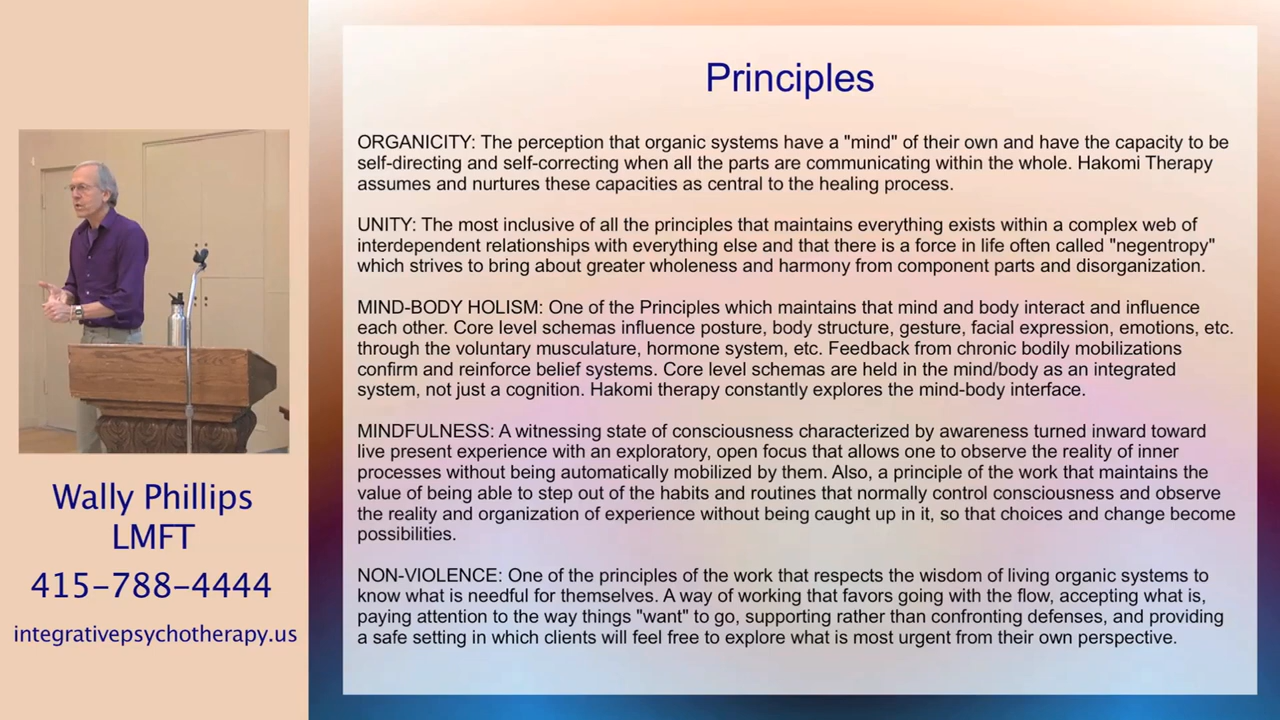 Wally Phillips
LMFT
415-788-4444
integrativepsychotherapy.us
Principles
ORGANICITY: The perception that organic systems have a "mind" of their own and have the capacity to be
self-directing and self-correcting when all the parts are communicating within the whole. Hakomi Therapy
assumes and nurtures these capacities as central to the healing process.
UNITY: The most inclusive of all the principles that maintains everything exists within a complex web of
interdependent relationships with everything else and that there is a force in life often called "negentropy"
which strives to bring about greater wholeness and harmony from component parts and disorganization.
MIND-BODY HOLISM: One of the Principles which maintains that mind and body interact and influence
each other. Core level schemas influence posture, body structure, gesture, facial expression, emotions, etc.
through the voluntary musculature, hormone system, etc. Feedback from chronic bodily mobilizations
confirm and reinforce belief systems. Core level schemas are held in the mind/body as an integrated
system, not just a cognition. Hakomi therapy constantly explores the mind-body interface.
MINDFULNESS: A witnessing state of consciousness characterized by awareness turned inward toward
live present experience with an exploratory, open focus that allows one to observe the reality of inner
processes without being automatically mobilized by them. Also, a principle of the work that maintains the
value of being able to step out of the habits and routines that normally control consciousness and observe
the reality and organization of experience without being caught up in it, so that choices and change become
possibilities.
NON-VIOLENCE: One of the principles of the work that respects the wisdom of living organic systems to
know what is needful for themselves. A way of working that favors going with the flow, accepting what is,
paying attention to the way things "want" to go, supporting rather than confronting defenses, and providing
a safe setting in which clients will feel free to explore what is most urgent from their own perspective.